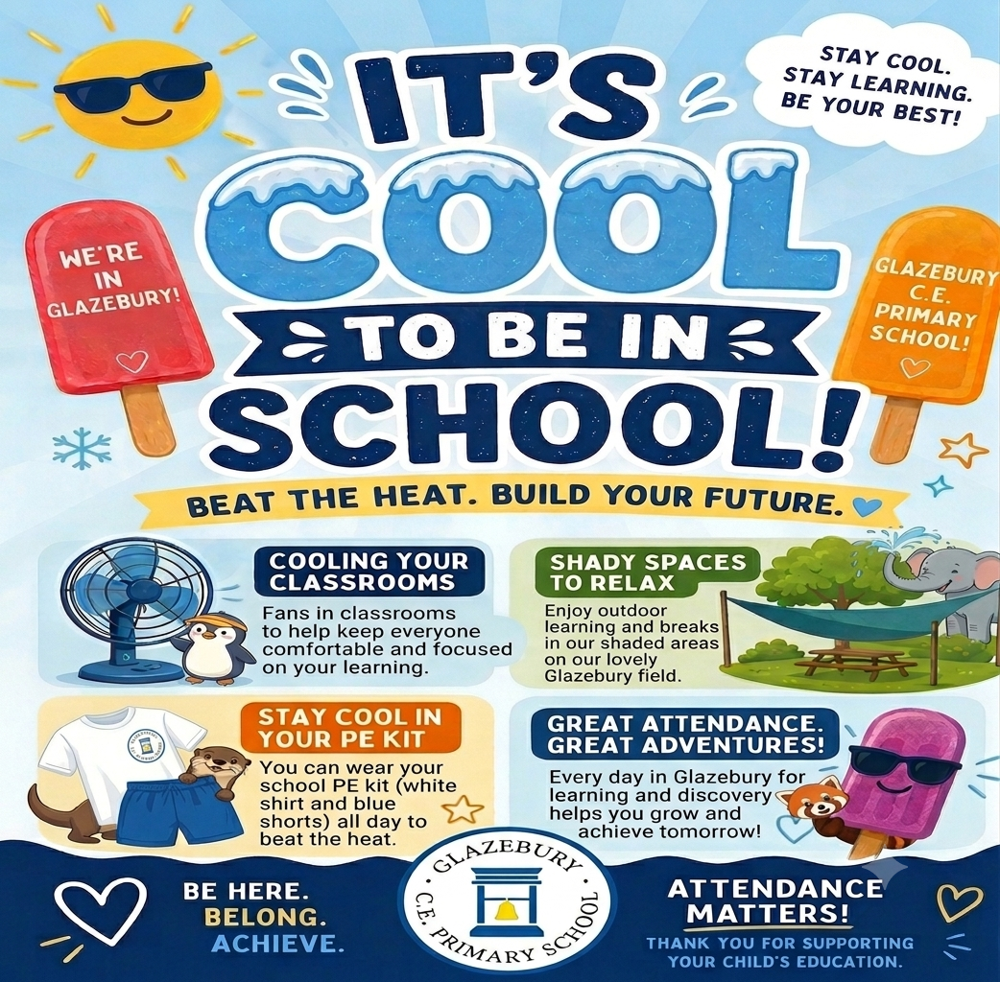 STAY COOL.
STAY LEARNING.
BE YOUR BEST!
IT'S
COOL
TO BE IN
SCHOOL!
WE'RE
IN
GLAZEBURY!
GLAZEBURY
C.E.
PRIMARY
SCHOOL!
BEAT THE HEAT. BUILD YOUR FUTURE.
COOLING YOUR
CLASSROOMS
Fans in classrooms
to help keep everyone
comfortable and focused
on your learning.
SHADY SPACES
TO RELAX
Enjoy outdoor
learning and breaks
in our shaded areas
on our lovely
Glazebury field.
STAY COOL IN
YOUR PE KIT
You can wear your
school PE kit (white
shirt and blue
shorts) all day to
beat the heat.
GREAT ATTENDANCE.
GREAT ADVENTURES!
Every day in Glazebury for
learning and discovery
helps you grow and
achieve tomorrow!
BE HERE.
BELONG.
ACHIEVE.
· GLAZEBURY ·
C.E. PRIMARY SCHOOL
ATTENDANCE
MATTERS!
THANK YOU FOR SUPPORTING
YOUR CHILD'S EDUCATION.